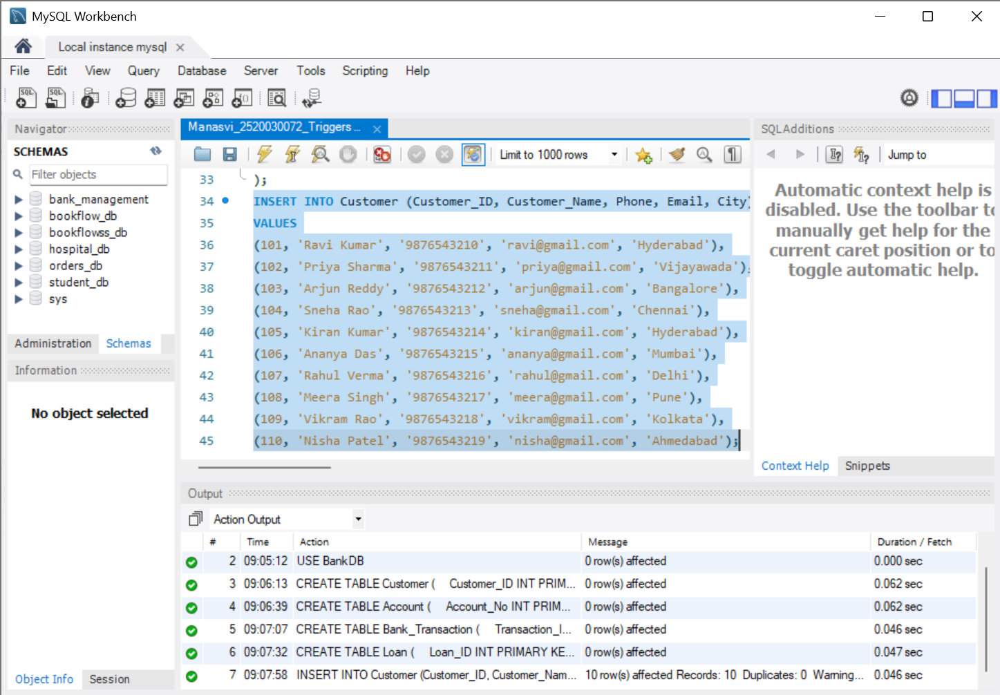 MySQL Workbench
Local instance mysql
File Edit View Query Database Server Tools Scripting Help
Navigator
SCHEMAS
Filter objects
bank_management
bookflow_db
bookflowss_db
hospital_db
orders_db
student_db
sys
Administration Schemas
Information
No object selected
Object Info Session
Manasvi_2520030072_Triggers ...
Limit to 1000 rows
33 );
34 INSERT INTO Customer (Customer_ID, Customer_Name, Phone, Email, City)
35 VALUES
36 (101, 'Ravi Kumar', '9876543210', 'ravi@gmail.com', 'Hyderabad'),
37 (102, 'Priya Sharma', '9876543211', 'priya@gmail.com', 'Vijayawada'),
38 (103, 'Arjun Reddy', '9876543212', 'arjun@gmail.com', 'Bangalore'),
39 (104, 'Sneha Rao', '9876543213', 'sneha@gmail.com', 'Chennai'),
40 (105, 'Kiran Kumar', '9876543214', 'kiran@gmail.com', 'Hyderabad'),
41 (106, 'Ananya Das', '9876543215', 'ananya@gmail.com', 'Mumbai'),
42 (107, 'Rahul Verma', '9876543216', 'rahul@gmail.com', 'Delhi'),
43 (108, 'Meera Singh', '9876543217', 'meera@gmail.com', 'Pune'),
44 (109, 'Vikram Rao', '9876543218', 'vikram@gmail.com', 'Kolkata'),
45 (110, 'Nisha Patel', '9876543219', 'nisha@gmail.com', 'Ahmedabad');
SQLAdditions
Jump to
Automatic context help is
disabled. Use the toolbar to
manually get help for the
current caret position or to
toggle automatic help.
Context Help Snippets
Output
Action Output
# Time Action Message Duration / Fetch
2 09:05:12 USE BankDB 0 row(s) affected 0.000 sec
3 09:06:13 CREATE TABLE Customer ( Customer_ID INT PRIM... 0 row(s) affected 0.062 sec
4 09:06:39 CREATE TABLE Account ( Account_No INT PRIM... 0 row(s) affected 0.062 sec
5 09:07:07 CREATE TABLE Bank_Transaction ( Transaction_I... 0 row(s) affected 0.046 sec
6 09:07:32 CREATE TABLE Loan ( Loan_ID INT PRIMARY KE... 0 row(s) affected 0.047 sec
7 09:07:58 INSERT INTO Customer (Customer_ID, Customer_Nam... 10 row(s) affected Records: 10 Duplicates: 0 Warning... 0.046 sec